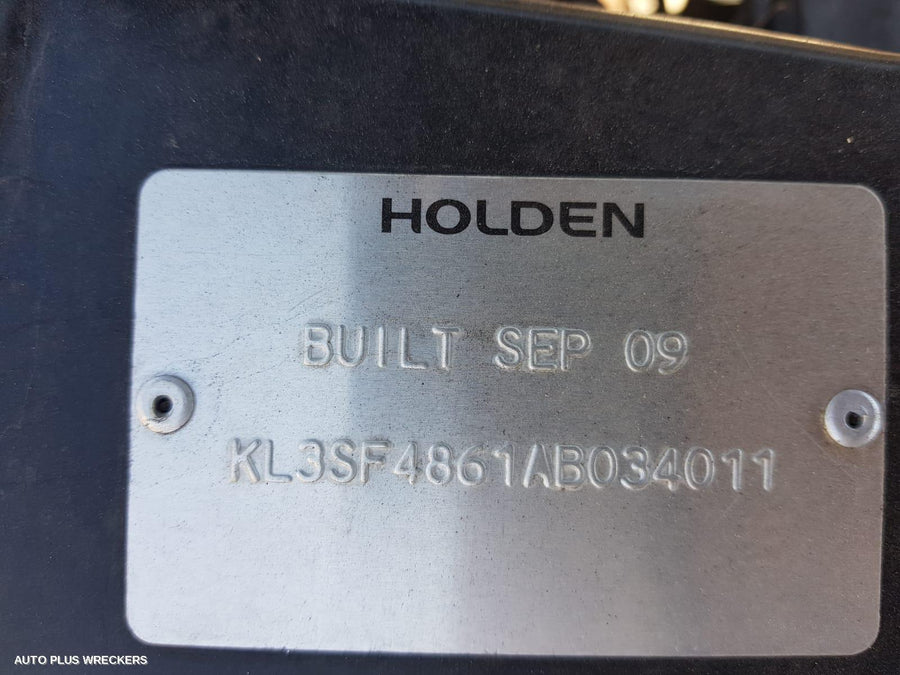 HOLDEN
BUILT SEP 09
KL3SF4861AB034011
AUTO PLUS WRECKERS